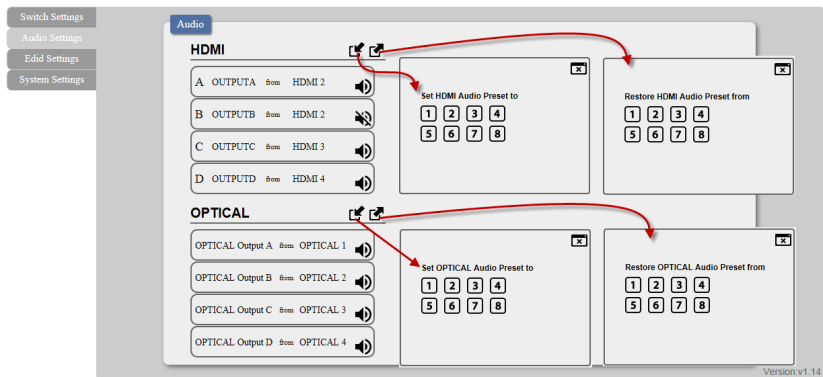 Switch Settings
Audio Settings
Edid Settings
System Settings
Audio
HDMI
A OUTPUTA from HDMI 2
B OUTPUTB from HDMI 2
C OUTPUTC from HDMI 3
D OUTPUTD from HDMI 4
Set HDMI Audio Preset to
1 2 3 4
5 6 7 8
Restore HDMI Audio Preset from
1 2 3 4
5 6 7 8
OPTICAL
OPTICAL Output A from OPTICAL 1
OPTICAL Output B from OPTICAL 2
OPTICAL Output C from OPTICAL 3
OPTICAL Output D from OPTICAL 4
Set OPTICAL Audio Preset to
1 2 3 4
5 6 7 8
Restore OPTICAL Audio Preset from
1 2 3 4
5 6 7 8
Version:v1.14